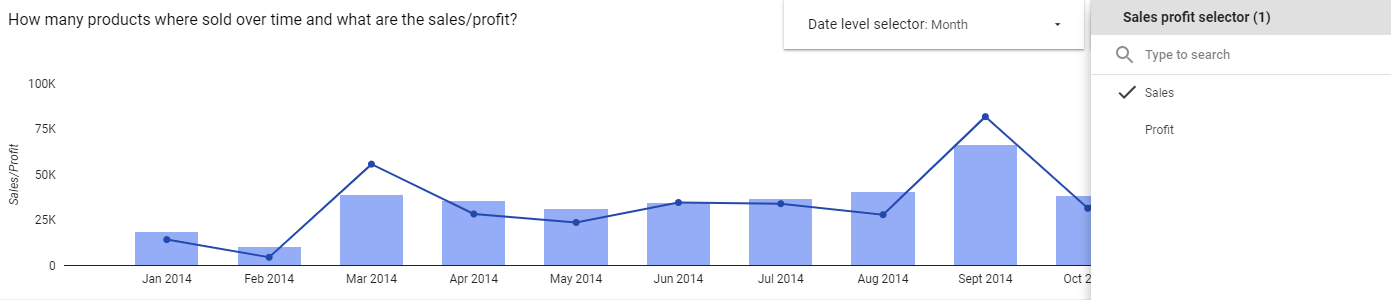 How many products where sold over time and what are the sales/profit?
Date level selector: Month
Sales profit selector (1)
Type to search
Sales
Profit
Sales/Profit
100K
75K
50K
25K
0
Jan 2014
Feb 2014
Mar 2014
Apr 2014
May 2014
Jun 2014
Jul 2014
Aug 2014
Sept 2014
Oct 2